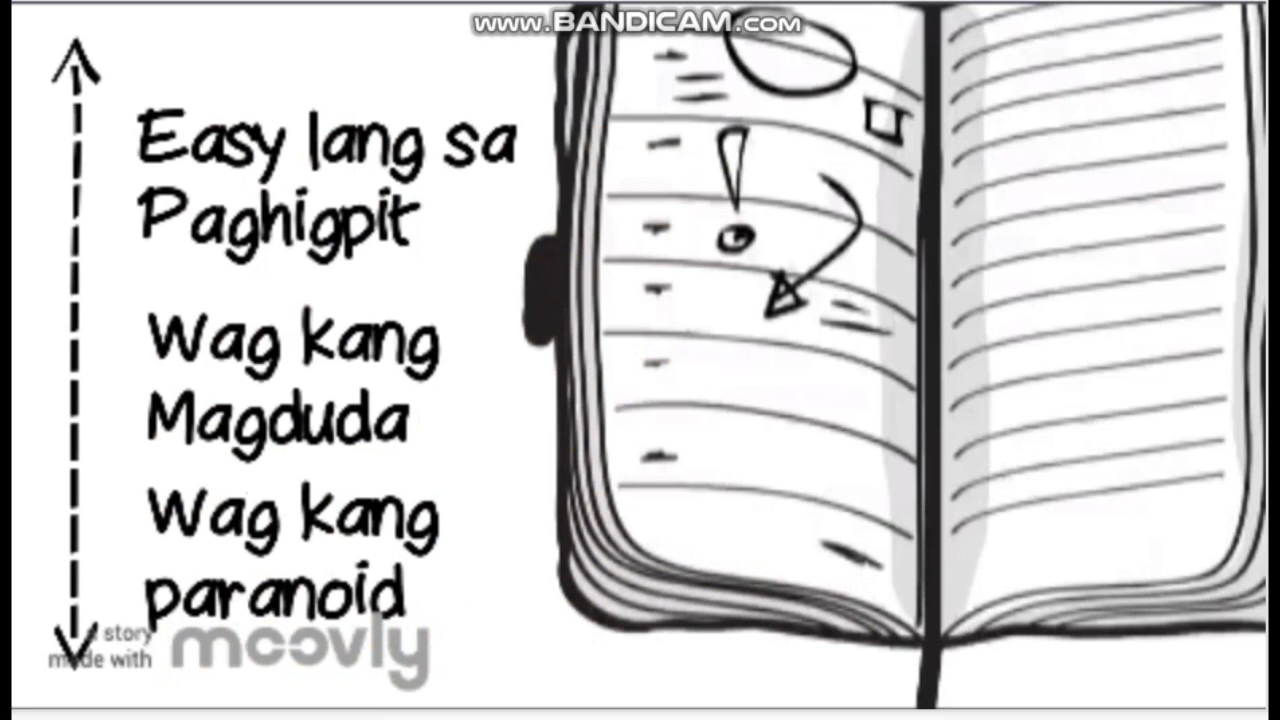 www.BANDICAM.com
Easy lang sa
Paghigpit
Wag kang
Magduda
Wag kang
paranoid
a story
made with
moovly